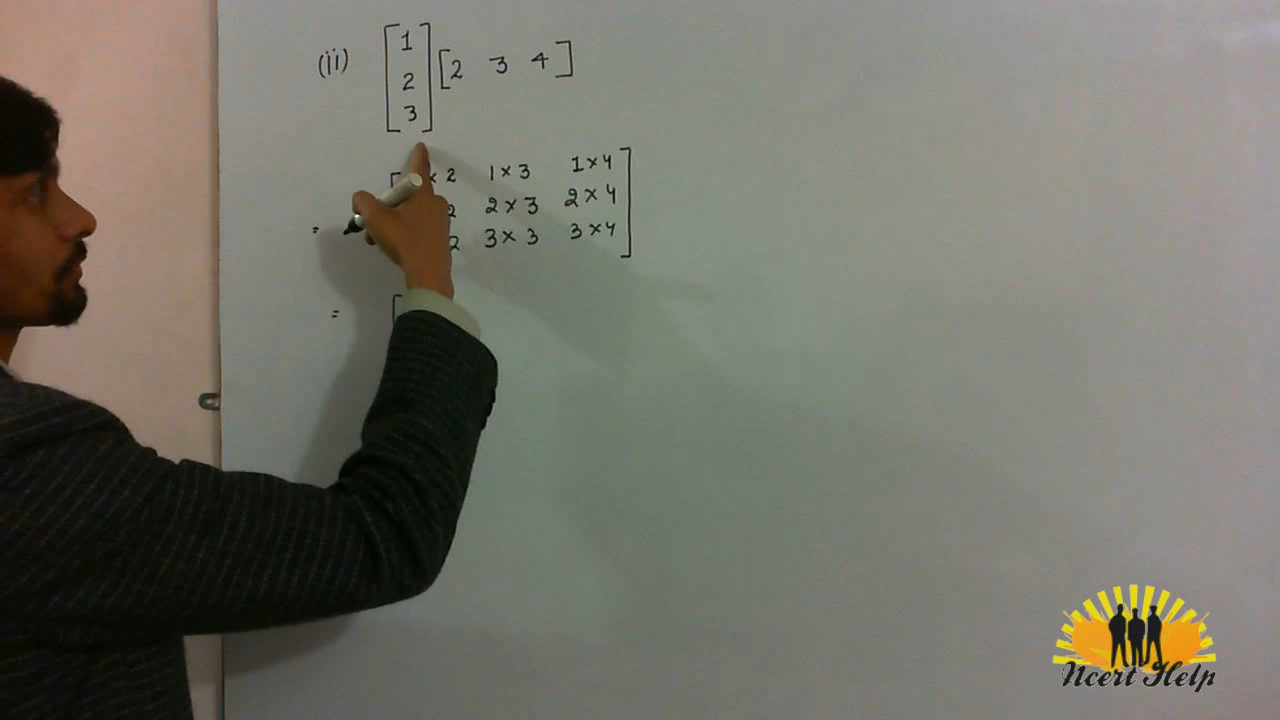 (ii) [1 2 3] [2 3 4]
× 2 1 × 3 1 × 4
= 2 2 × 3 2 × 4
2 3 × 3 3 × 4
=
Ncert Help